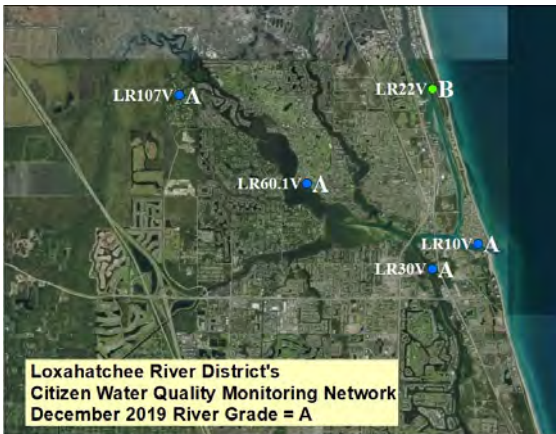 LR22V B
LR107V A
LR60.1V A
LR10V A
LR30V A
Loxahatchee River District's
Citizen Water Quality Monitoring Network
December 2019 River Grade = A